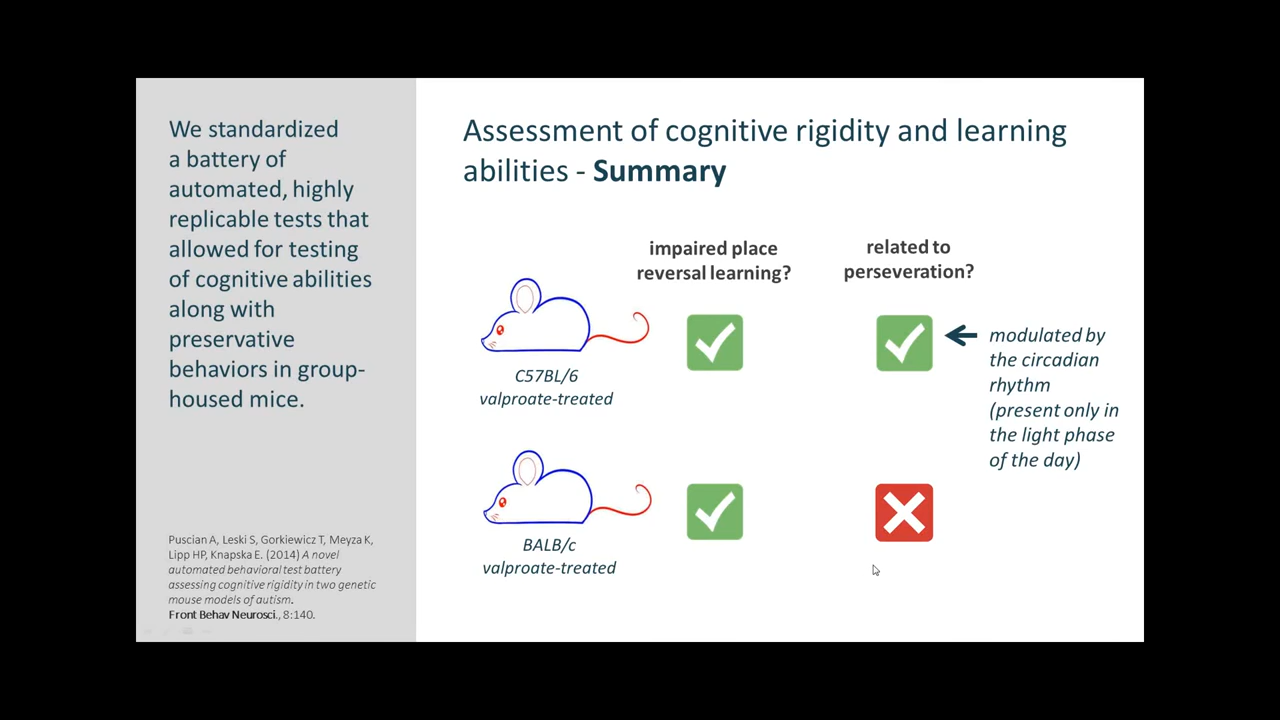 We standardized
a battery of
automated, highly
replicable tests that
allowed for testing
of cognitive abilities
along with
preservative
behaviors in group-
housed mice.
Puscian A, Leski S, Gorkiewicz T, Meyza K,
Lipp HP, Knapska E. (2014) A novel
automated behavioral test battery
assessing cognitive rigidity in two genetic
mouse models of autism.
Front Behav Neurosci., 8:140.
Assessment of cognitive rigidity and learning
abilities - Summary
impaired place
reversal learning?
related to
perseveration?
C57BL/6
valproate-treated
modulated by
the circadian
rhythm
(present only in
the light phase
of the day)
BALB/c
valproate-treated